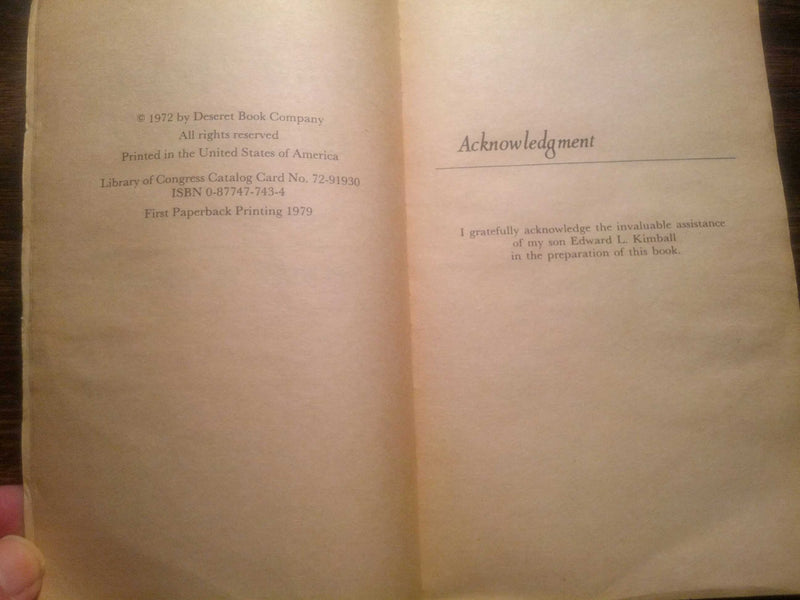 © 1972 by Deseret Book Company
All rights reserved
Printed in the United States of America
Library of Congress Catalog Card No. 72-91930
ISBN 0-87747-743-4
First Paperback Printing 1979
Acknowledgment
I gratefully acknowledge the invaluable assistance
of my son Edward L. Kimball
in the preparation of this book.